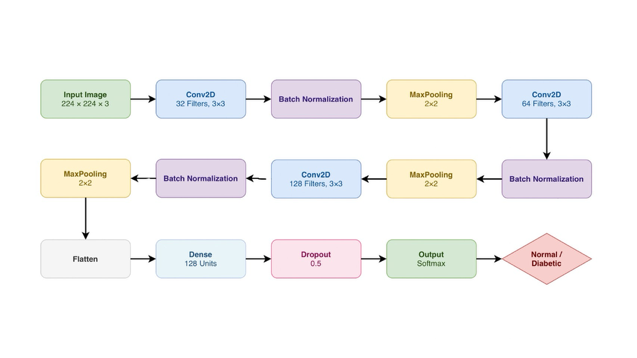 Input Image
224 × 224 × 3
Conv2D
32 Filters, 3×3
Batch Normalization
MaxPooling
2×2
Conv2D
64 Filters, 3×3
Batch Normalization
MaxPooling
2×2
Conv2D
128 Filters, 3×3
Batch Normalization
MaxPooling
2×2
Flatten
Dense
128 Units
Dropout
0.5
Output
Softmax
Normal /
Diabetic